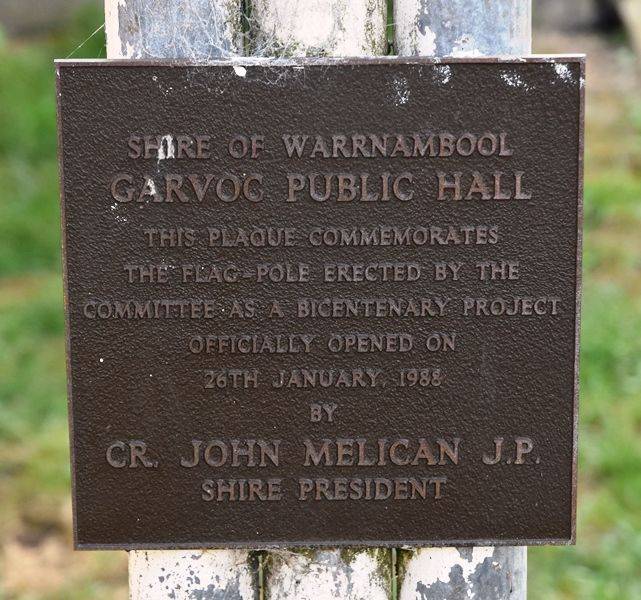 SHIRE OF WARRNAMBOOL
GARVOC PUBLIC HALL
THIS PLAQUE COMMEMORATES
THE FLAG-POLE ERECTED BY THE
COMMITTEE AS A BICENTENARY PROJECT
OFFICIALLY OPENED ON
26TH JANUARY, 1988
BY
CR. JOHN MELICAN J.P.
SHIRE PRESIDENT